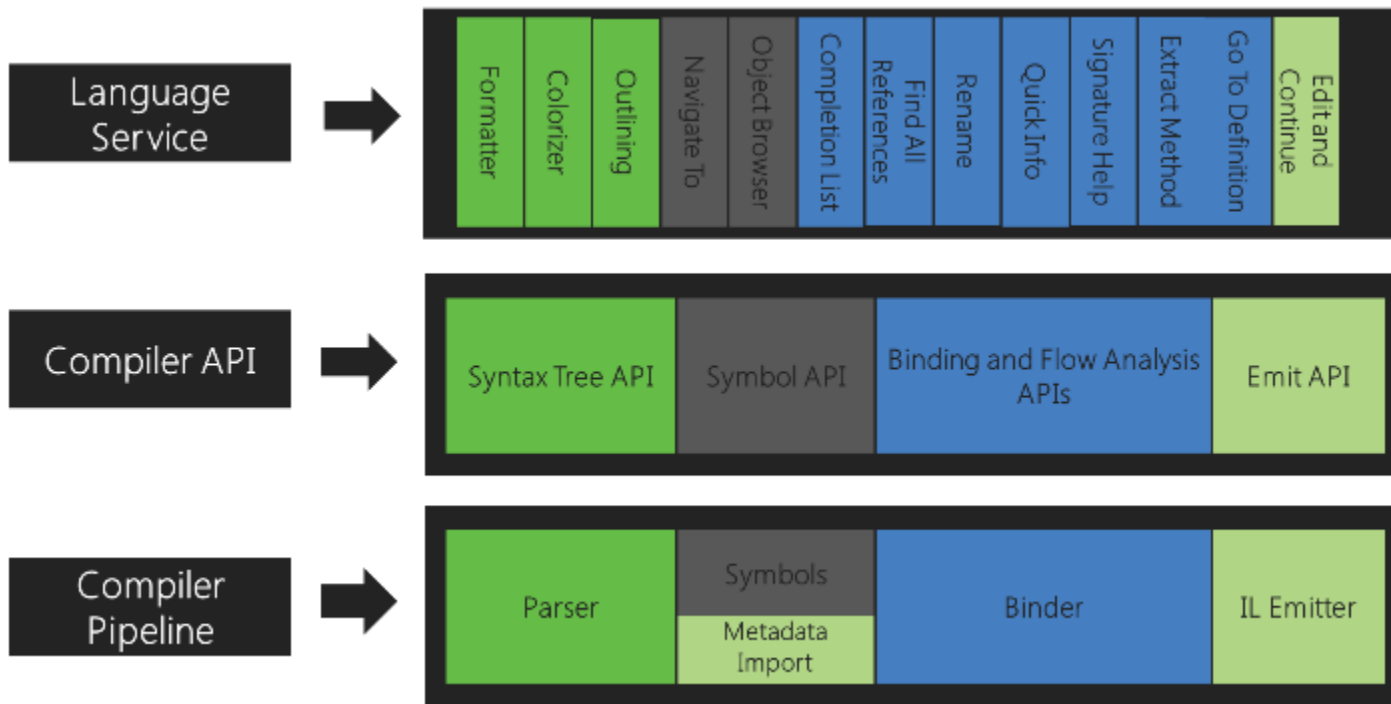 Language
Service
Formatter
Colorizer
Outlining
Navigate To
Object Browser
Completion List
Find All
References
Rename
Quick Info
Signature Help
Extract Method
Go To Definition
Edit and
Continue
Compiler API
Syntax Tree API
Symbol API
Binding and Flow Analysis
APIs
Emit API
Compiler
Pipeline
Parser
Symbols
Metadata
Import
Binder
IL Emitter